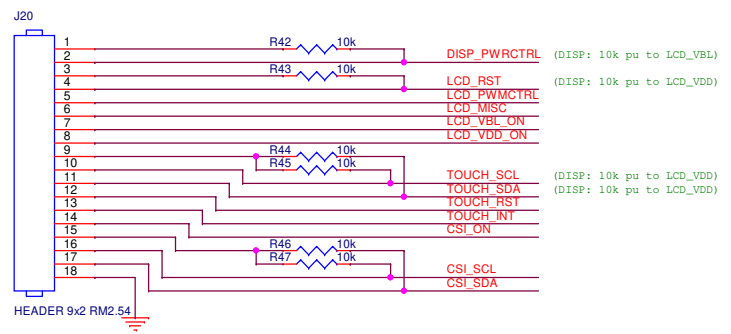 J20
1 R42 10k
2 DISP_PWRCTRL (DISP: 10k pu to LCD_VBL)
3 R43 10k
4 LCD_RST (DISP: 10k pu to LCD_VDD)
5 LCD_PWMCTRL
6 LCD_MISC
7 LCD_VBL_ON
8 LCD_VDD_ON
9 R44 10k
10 R45 10k
11 TOUCH_SCL (DISP: 10k pu to LCD_VDD)
12 TOUCH_SDA (DISP: 10k pu to LCD_VDD)
13 TOUCH_RST
14 TOUCH_INT
15 CSI_ON
16 R46 10k
17 R47 10k
18 CSI_SCL
CSI_SDA
HEADER 9x2 RM2.54